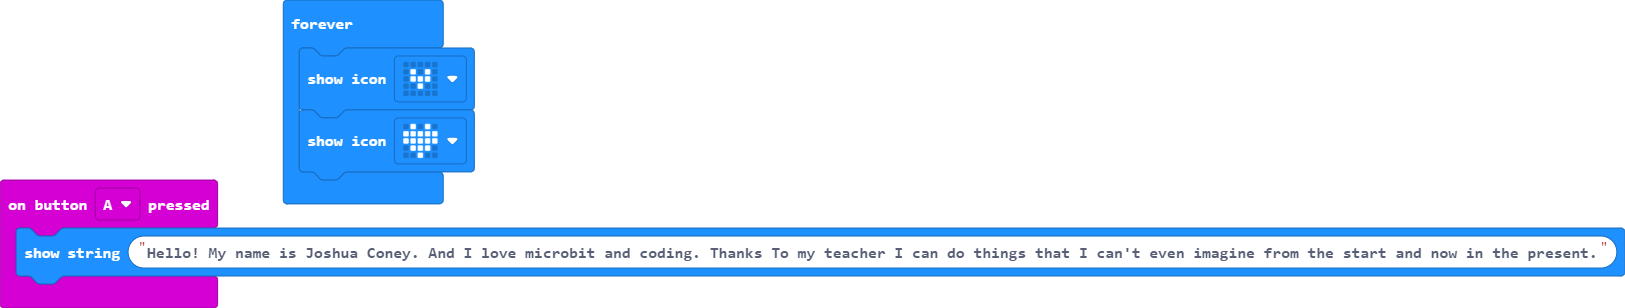 forever
show icon
show icon
on button A pressed
show string "Hello! My name is Joshua Coney. And I love microbit and coding. Thanks To my teacher I can do things that I can't even imagine from the start and now in the present."